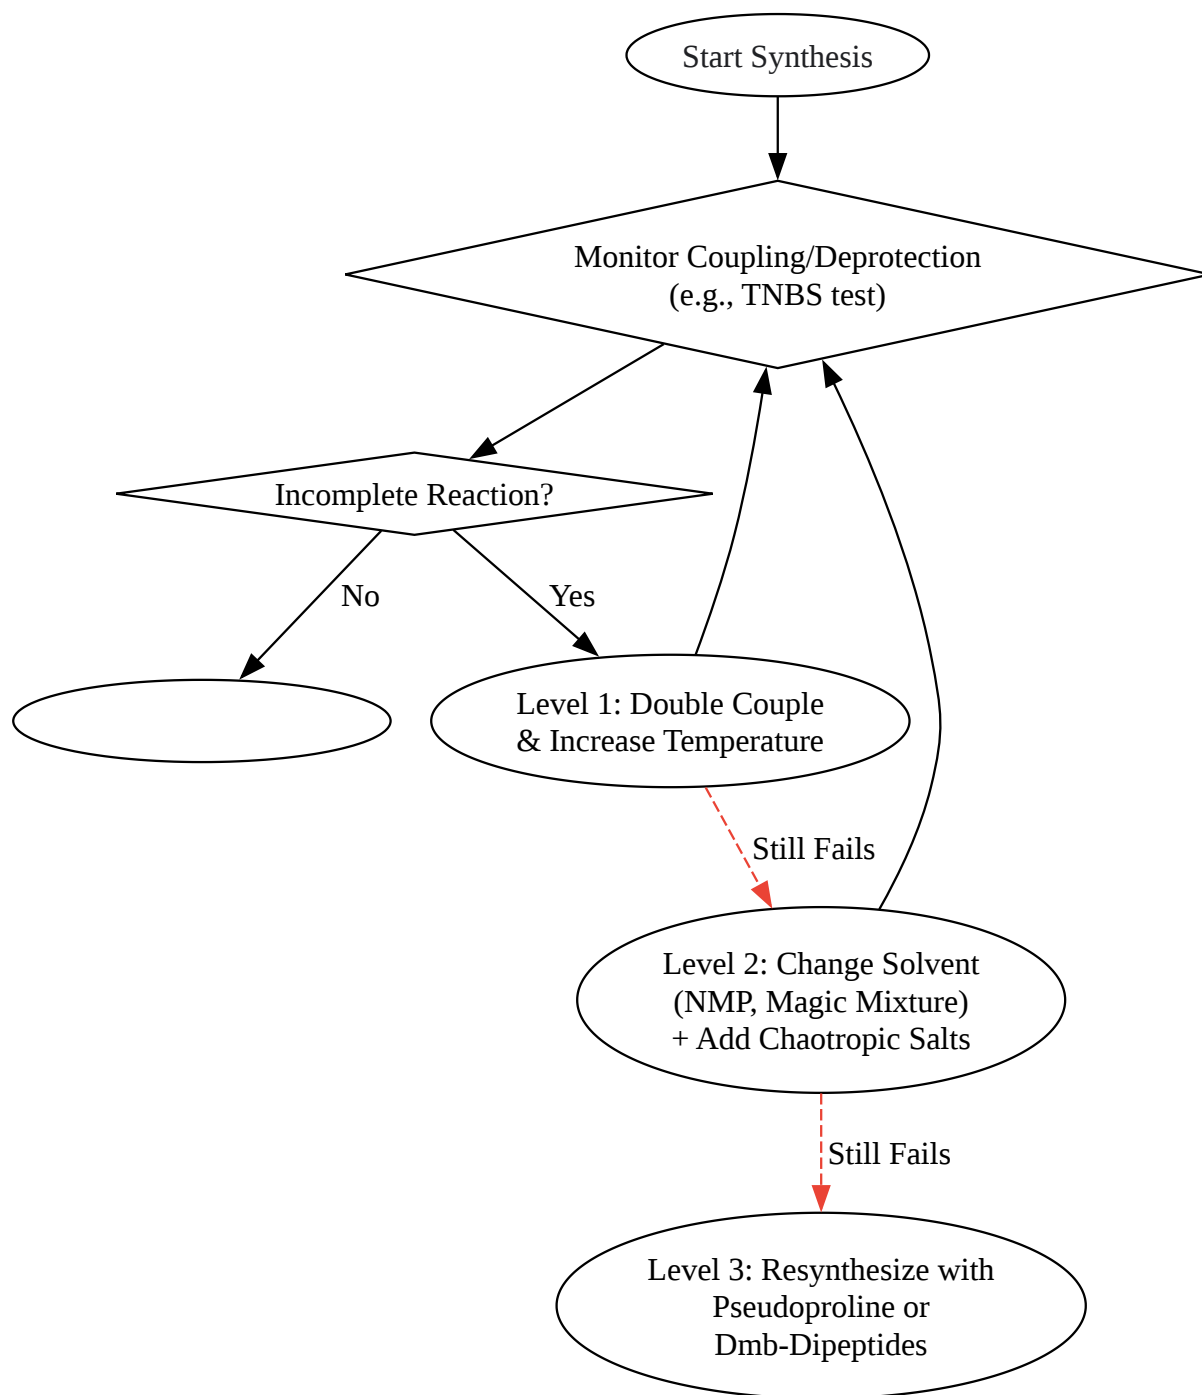 Start Synthesis
Monitor Coupling/Deprotection
(e.g., TNBS test)
Incomplete Reaction?
No
Yes
Level 1: Double Couple
& Increase Temperature
Still Fails
Level 2: Change Solvent
(NMP, Magic Mixture)
+ Add Chaotropic Salts
Still Fails
Level 3: Resynthesize with
Pseudoproline or
Dmb-Dipeptides